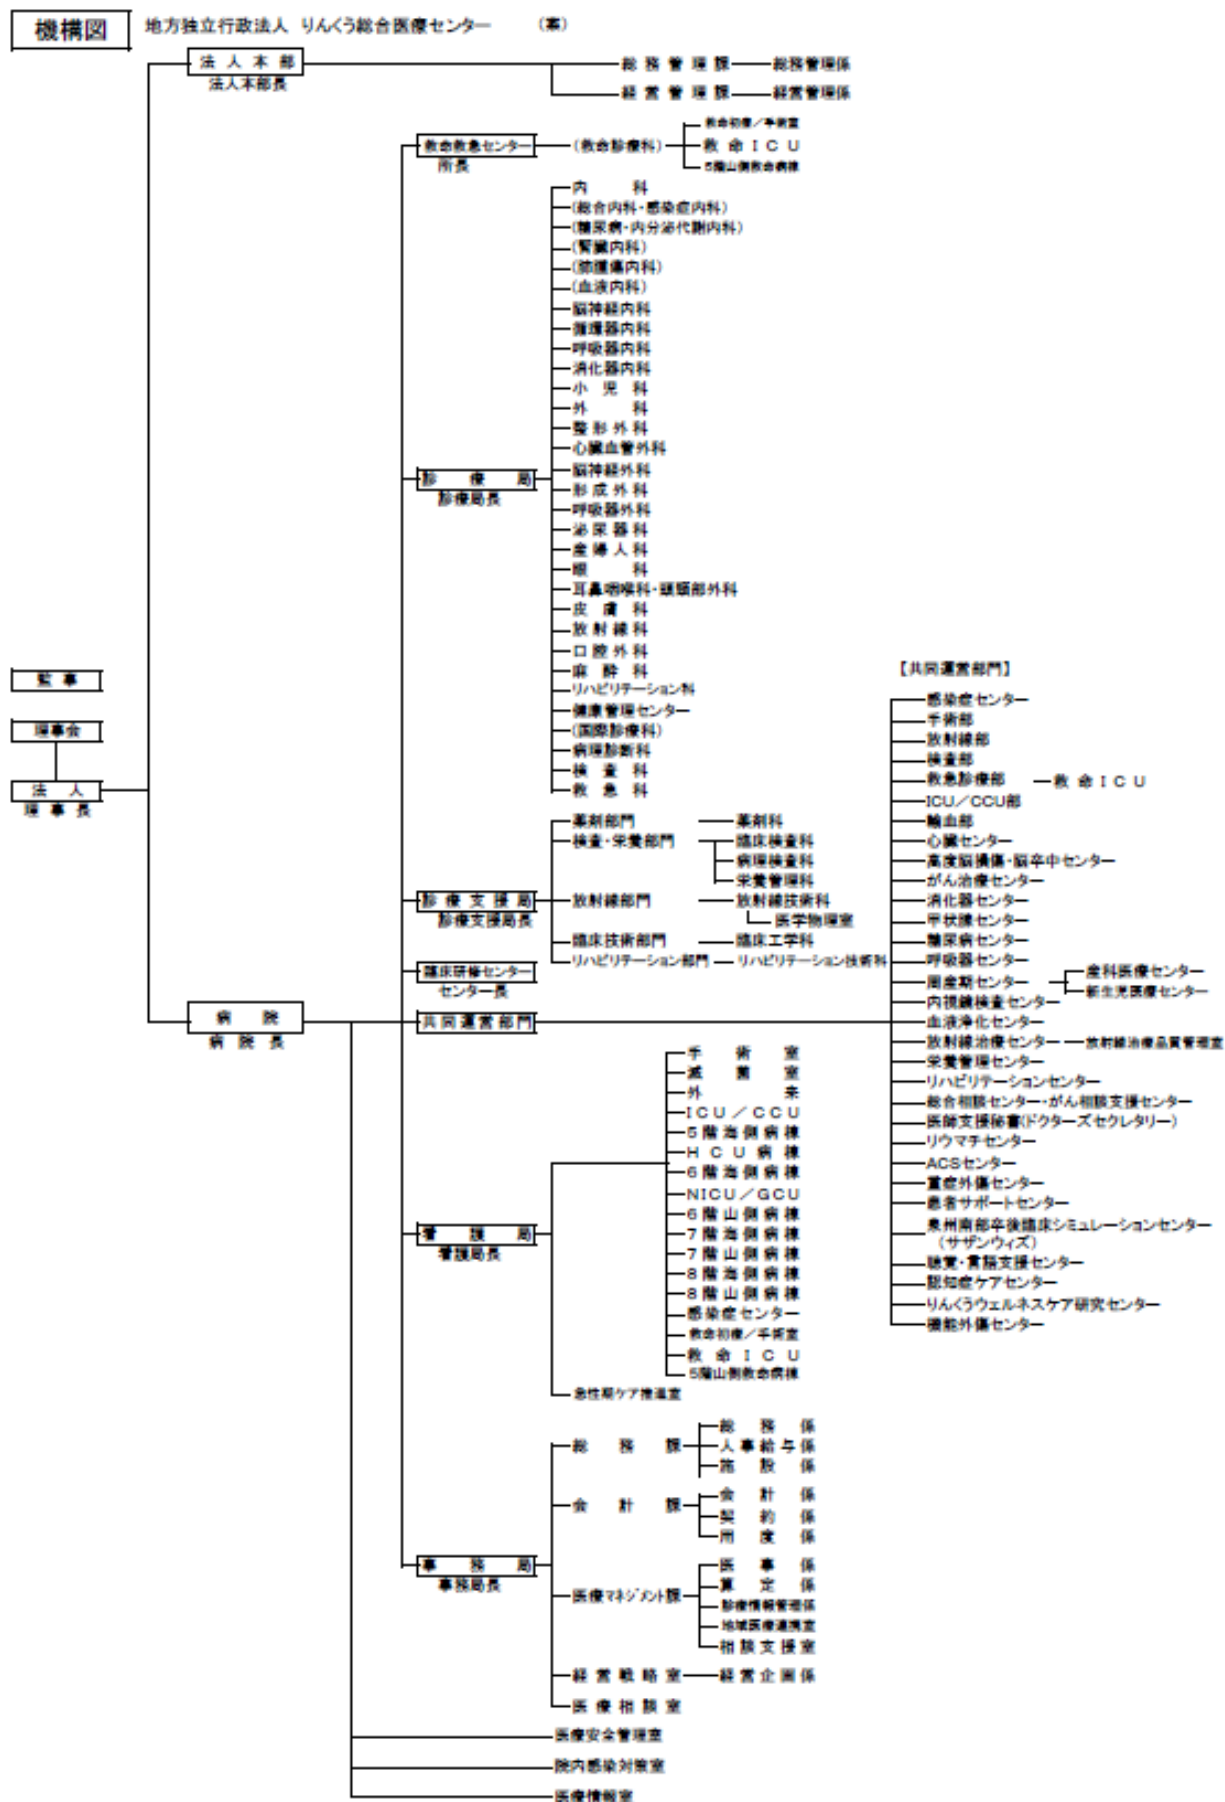 機構図
地方独立行政法人 りんくう総合医療センター （案）
法人本部
法人本部長
総務管理課
総務管理係
経営管理課
経営管理係
救命救急センター
所長
(救命診療科)
救命初療／手術室
救命ICU
5階山側救命病棟
診療局
診療局長
内科
(総合内科・感染症内科)
(糖尿病・内分泌代謝内科)
(腎臓内科)
(肺腫瘍内科)
(血液内科)
脳神経内科
循環器内科
呼吸器内科
消化器内科
小児科
外科
整形外科
心臓血管外科
脳神経外科
形成外科
呼吸器外科
泌尿器科
産婦人科
眼科
耳鼻咽喉科・頭頸部外科
皮膚科
放射線科
口腔外科
麻酔科
リハビリテーション科
健康管理センター
(国際診療科)
病理診断科
検査科
救急科
監事
理事会
法人
理事長
診療支援局
診療支援局長
薬剤部門
薬剤科
検査・栄養部門
臨床検査科
病理検査科
栄養管理科
放射線部門
放射線技術科
医学物理室
臨床技術部門
臨床工学科
リハビリテーション部門
リハビリテーション技術科
臨床研修センター
センター長
病院
病院長
共同運営部門
【共同運営部門】
感染症センター
手術部
放射線部
検査部
救急診療部
救命ICU
ICU／CCU部
輸血部
心臓センター
高度脳損傷・脳卒中センター
がん治療センター
消化器センター
甲状腺センター
糖尿病センター
呼吸器センター
周産期センター
産科医療センター
新生児医療センター
内視鏡検査センター
血液浄化センター
放射線治療センター
放射線治療品質管理室
栄養管理センター
リハビリテーションセンター
総合相談センター・がん相談支援センター
医師支援秘書(ドクターズセクレタリー)
リウマチセンター
ACSセンター
重症外傷センター
患者サポートセンター
泉州南部卒後臨床シミュレーションセンター
（サザンウィズ）
聴覚・言語支援センター
認知症ケアセンター
りんくうウェルネスケア研究センター
機能外傷センター
看護局
看護局長
手術室
滅菌室
外来
ICU／CCU
5階海側病棟
HCU病棟
6階海側病棟
NICU／GCU
6階山側病棟
7階海側病棟
7階山側病棟
8階海側病棟
8階山側病棟
感染症センター
救命初療／手術室
救命ICU
5階山側救命病棟
急性期ケア推進室
事務局
事務局長
総務課
総務係
人事給与係
施設係
会計課
会計係
契約係
用度係
医療マネジメント課
医事係
算定係
診療情報管理係
地域医療連携室
相談支援室
経営戦略室
経営企画係
医療相談室
医療安全管理室
院内感染対策室
医療情報室